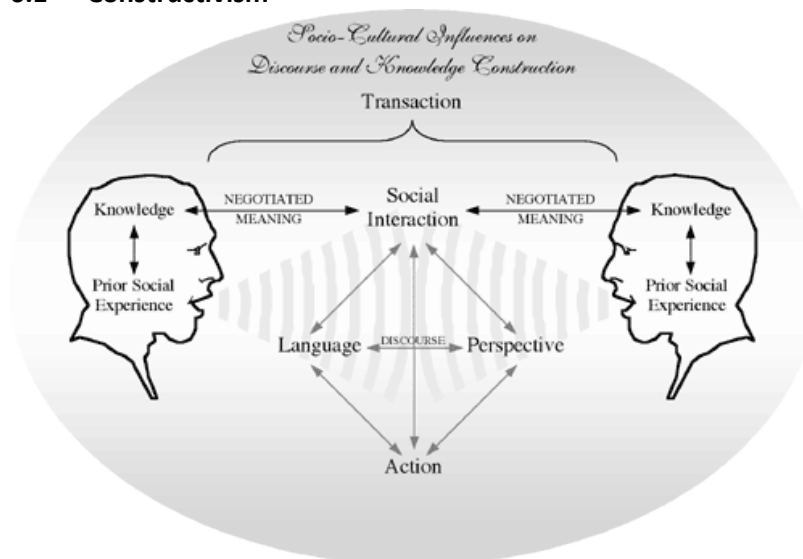 Constructivism
Socio-Cultural Influences on
Discourse and Knowledge Construction
Transaction
Knowledge
NEGOTIATED
MEANING
Social
Interaction
NEGOTIATED
MEANING
Knowledge
Prior Social
Experience
Prior Social
Experience
Language
DISCOURSE
Perspective
Action